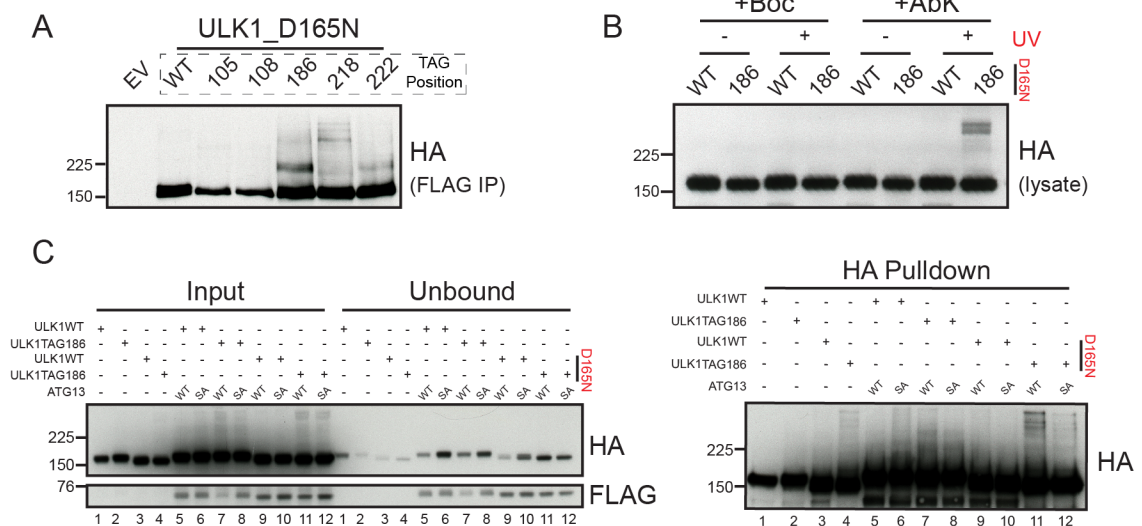 A
ULK1_D165N
EV WT 105 108 186 218 222 TAG Position
225
150
HA
(FLAG IP)
B
+Boc +AbK
- + - + UV
WT 186 WT 186 WT 186 WT 186 D165N
225
150
HA
(lysate)
C
Input Unbound
ULK1WT + - - - + + - - - - - - + - - - + + - - - - - -
ULK1TAG186 - + - - - - + + - - - - - + - - - - + + - - - -
ULK1WT - - + - - - - - + + - - - - + - - - - - + + - -
ULK1TAG186 - - - + - - - - - - + + - - - + - - - - - - + +
D165N
ATG13 - - - - WT SA WT SA WT SA WT SA - - - - WT SA WT SA WT SA WT SA
225
150
HA
76
FLAG
1 2 3 4 5 6 7 8 9 10 11 12 1 2 3 4 5 6 7 8 9 10 11 12
HA Pulldown
ULK1WT + - - - + + - - - - - -
ULK1TAG186 - + - - - - + + - - - -
ULK1WT - - + - - - - - + + - -
ULK1TAG186 - - - + - - - - - - + +
D165N
ATG13 - - - - WT SA WT SA WT SA WT SA
225
150
HA
1 2 3 4 5 6 7 8 9 10 11 12